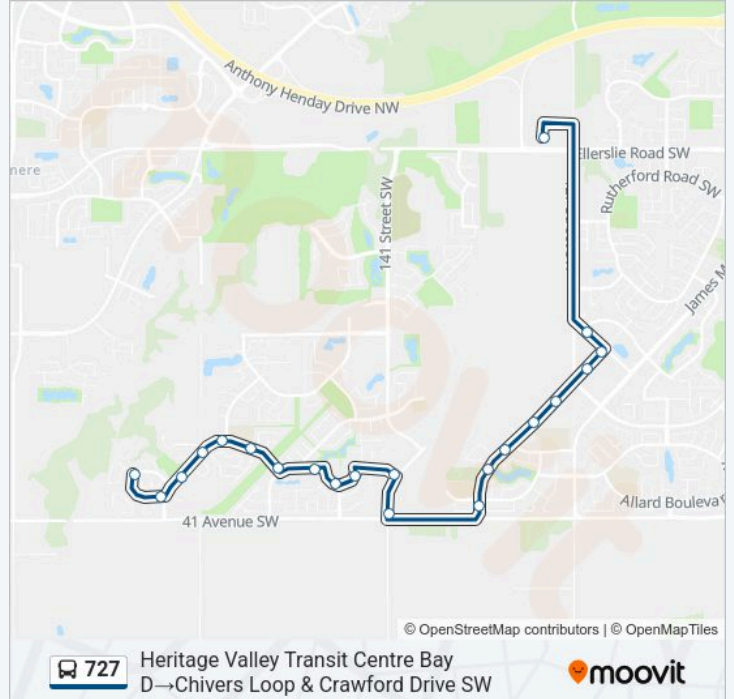 Anthony Henday Drive NW
Ellerslie Road SW
nere
Rutherford Road SW
141 Street SW
James M
41 Avenue SW
Allard Boulevar
© OpenStreetMap contributors | © OpenMapTiles
727
Heritage Valley Transit Centre Bay
D→Chivers Loop & Crawford Drive SW
moovit